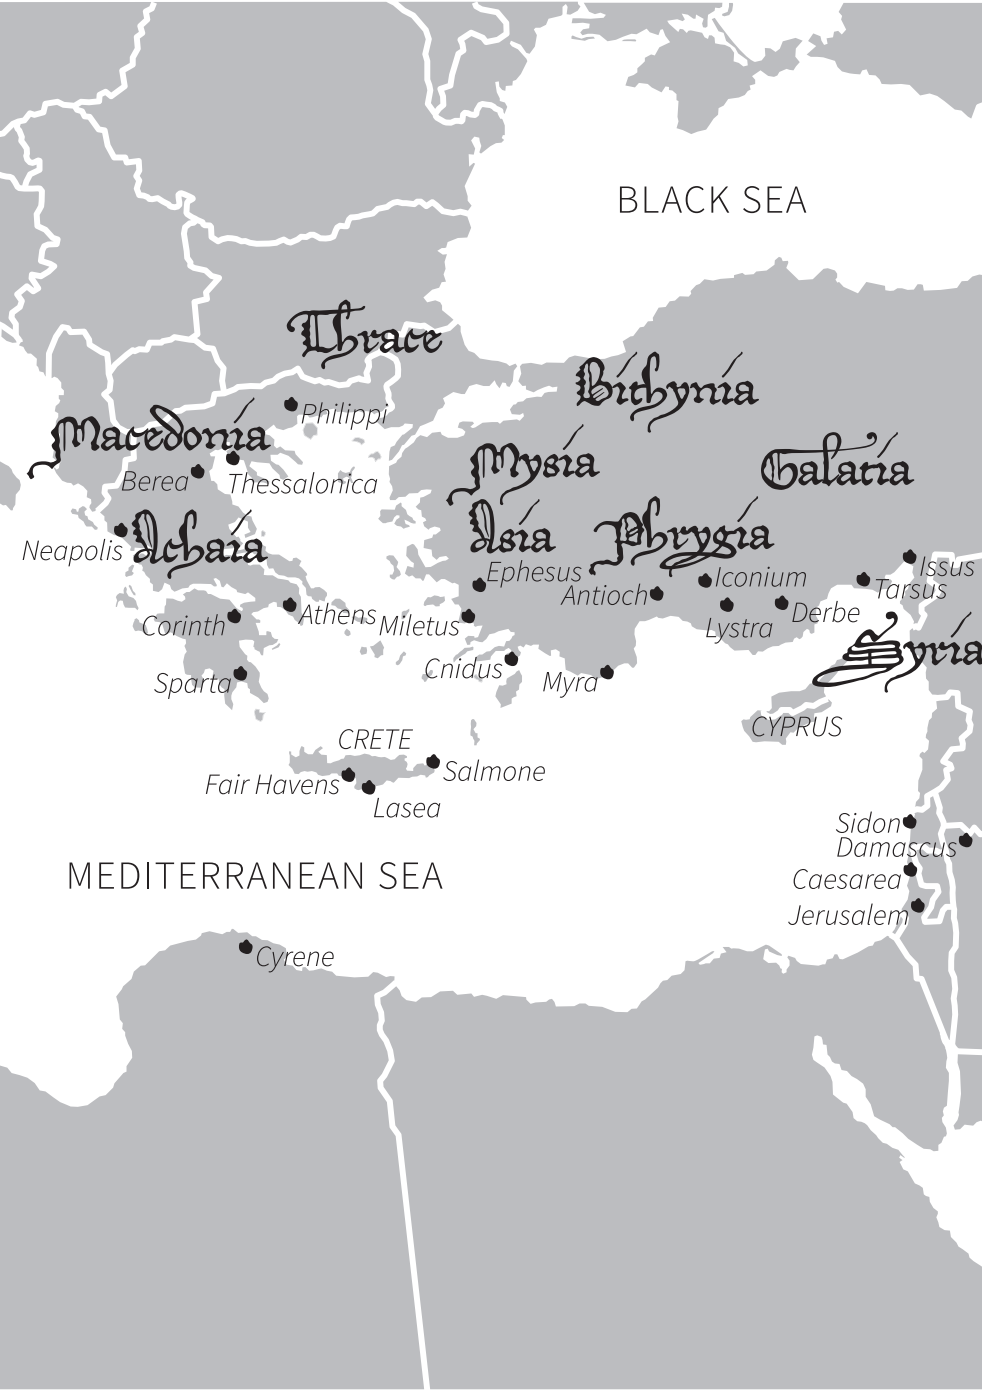 BLACK SEA
Thrace
Bithynia
Philippi
Macedonia
Mysia
Galatia
Berea
Thessalonica
Achaia
Asia
Phrygia
Neapolis
Ephesus
Iconium
Issus
Antioch
Tarsus
Corinth
Athens
Miletus
Lystra
Derbe
Syria
Cnidus
Myra
Sparta
CYPRUS
CRETE
Salmone
Fair Havens
Lasea
Sidon
Damascus
MEDITERRANEAN SEA
Caesarea
Jerusalem
Cyrene